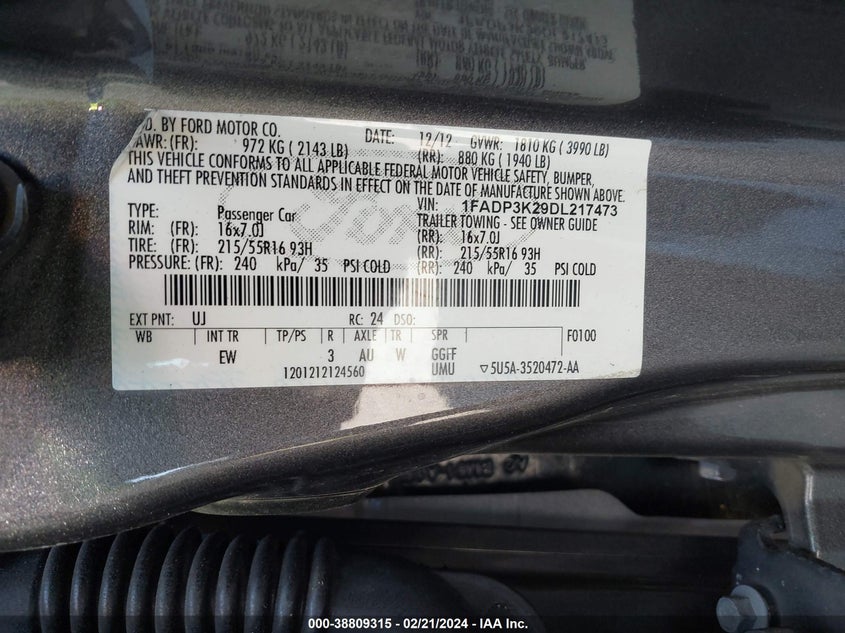 D. BY FORD MOTOR CO. DATE: 12/12 GVWR: 1810 KG ( 3990 LB)
AWR: (FR): 972 KG ( 2143 LB) (RR): 880 KG ( 1940 LB)
THIS VEHICLE CONFORMS TO ALL APPLICABLE FEDERAL MOTOR VEHICLE SAFETY, BUMPER,
AND THEFT PREVENTION STANDARDS IN EFFECT ON THE DATE OF MANUFACTURE SHOWN ABOVE.
VIN: 1FADP3K29DL217473
TYPE: Passenger Car TRAILER TOWING - SEE OWNER GUIDE
RIM: (FR): 16x7.0J (RR): 16x7.0J
TIRE: (FR): 215/55R16 93H (RR): 215/55R16 93H
PRESSURE: (FR): 240 kPa/ 35 PSI COLD (RR): 240 kPa/ 35 PSI COLD
EXT PNT: UJ RC: 24 DSO:
WB INT TR TP/PS R AXLE TR SPR F0100
EW 3 AU W GGFF
1201212124560 UMU ▽5U5A-3520472-AA
000-38809315 - 02/21/2024 - IAA Inc.